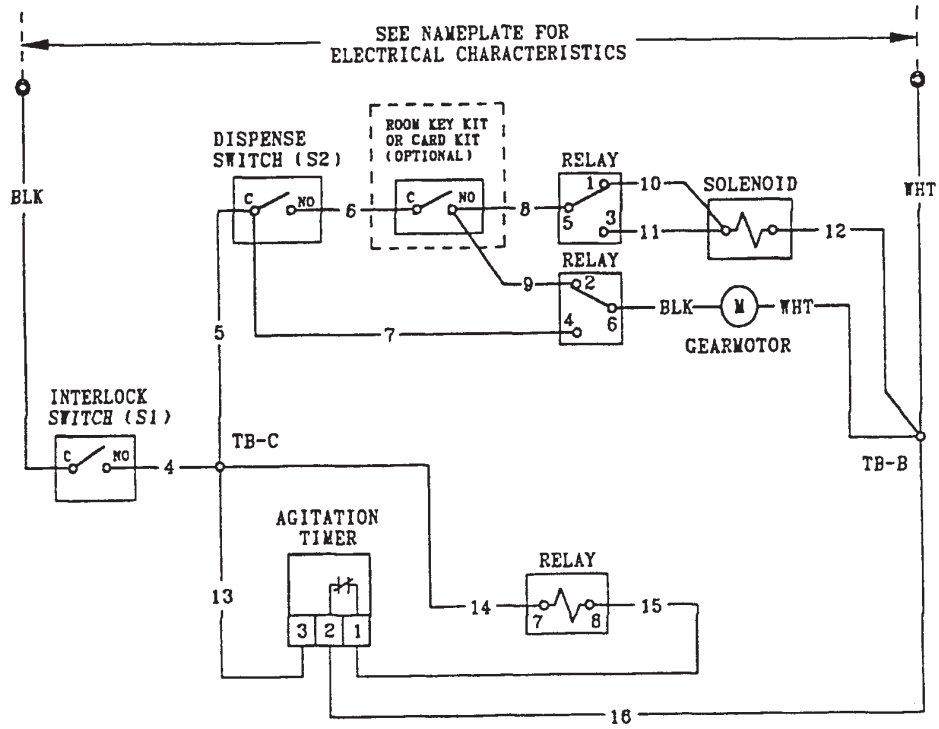 SEE NAMEPLATE FOR
ELECTRICAL CHARACTERISTICS
DISPENSE
SWITCH (S2)
ROOM KEY KIT
OR CARD KIT
(OPTIONAL)
RELAY
SOLENOID
BLK
WHT
C NO 6 C NO 8 5 1 3 10 11 12
RELAY
9 2 4 6 BLK M WHT
GEARMOTOR
5 7
INTERLOCK
SWITCH (S1)
C NO 4
TB-C
TB-B
AGITATION
TIMER
RELAY
13
14 7 8 15
3 2 1
16